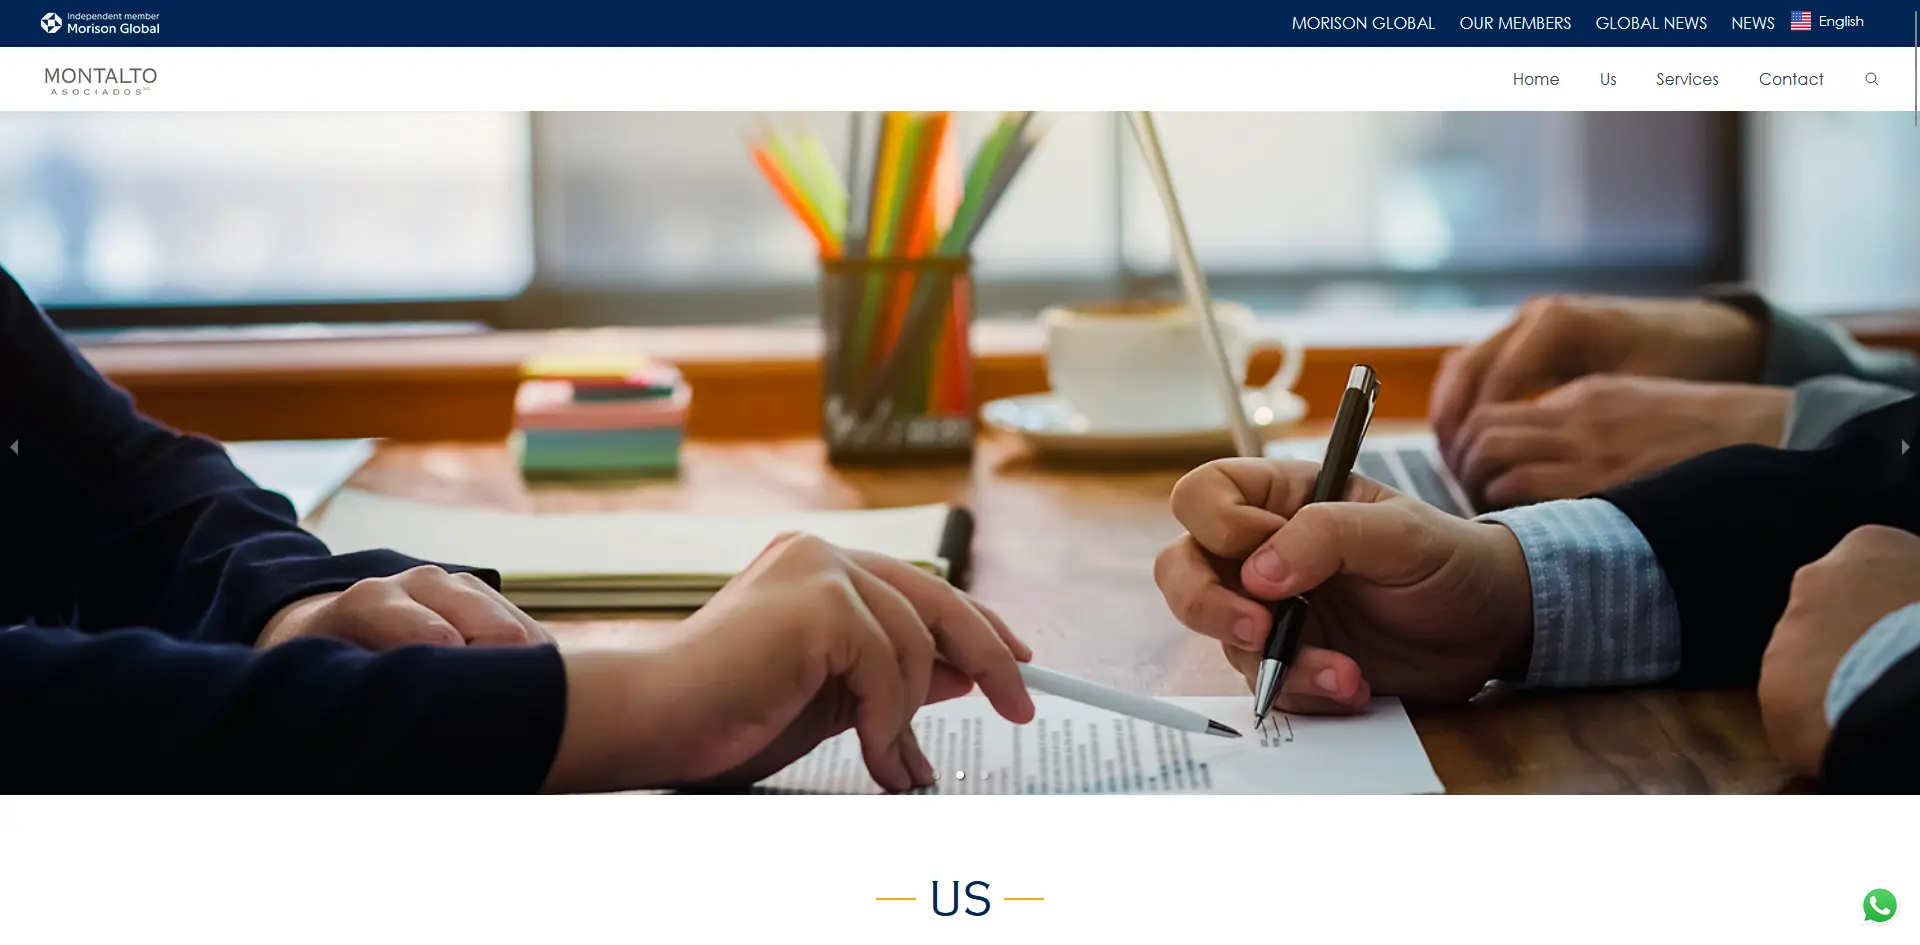 Independent member
Morison Global
MORISON GLOBAL
OUR MEMBERS
GLOBAL NEWS
NEWS
English
MONTALTO
ASOCIADOS
Home
Us
Services
Contact
US